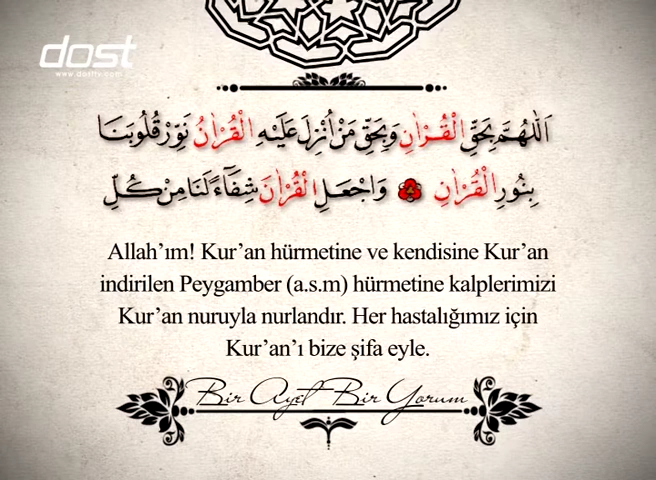 dost
www.dosttv.com
اَللّٰهُمَّ بِحَقِّ الْقُرْاٰنِ وَبِحَقِّ مَنْ اُنْزِلَ عَلَيْهِ الْقُرْاٰنُ نَوِّرْ قُلُوبَنَا
بِنُورِ الْقُرْاٰنِ وَاجْعَلِ الْقُرْاٰنَ شِفَٓاءً لَنَا مِنْ كُلِّ
Allah’ım! Kur’an hürmetine ve kendisine Kur’an
indirilen Peygamber (a.s.m) hürmetine kalplerimizi
Kur’an nuruyla nurlandır. Her hastalığımız için
Kur’an’ı bize şifa eyle.
Bir Ayet Bir Yorum